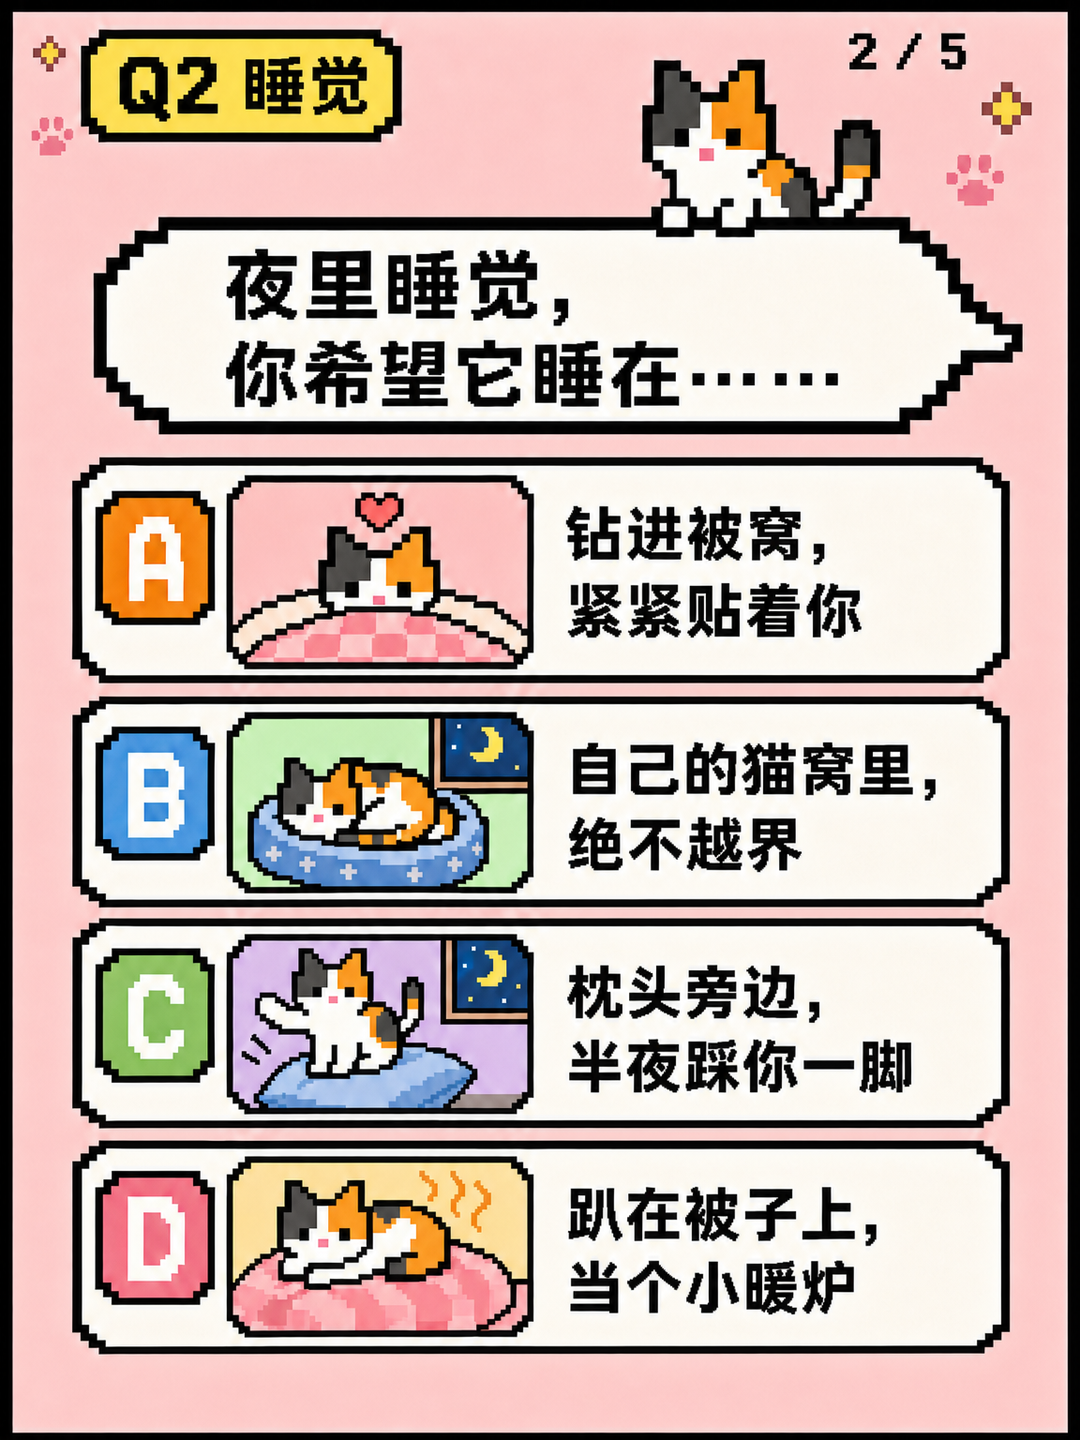 Q2 睡觉
2 / 5
夜里睡觉，
你希望它睡在……
A
钻进被窝，
紧紧贴着你
B
自己的猫窝里，
绝不越界
C
枕头旁边，
半夜踩你一脚
D
趴在被子上，
当个小暖炉